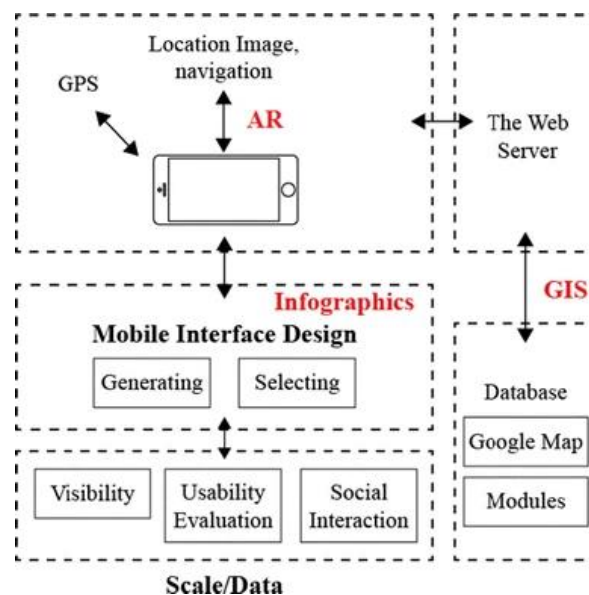 Location Image,
navigation
GPS
AR
The Web
Server
GIS
Infographics
Mobile Interface Design
Generating
Selecting
Database
Google Map
Modules
Visibility
Usability
Evaluation
Social
Interaction
Scale/Data